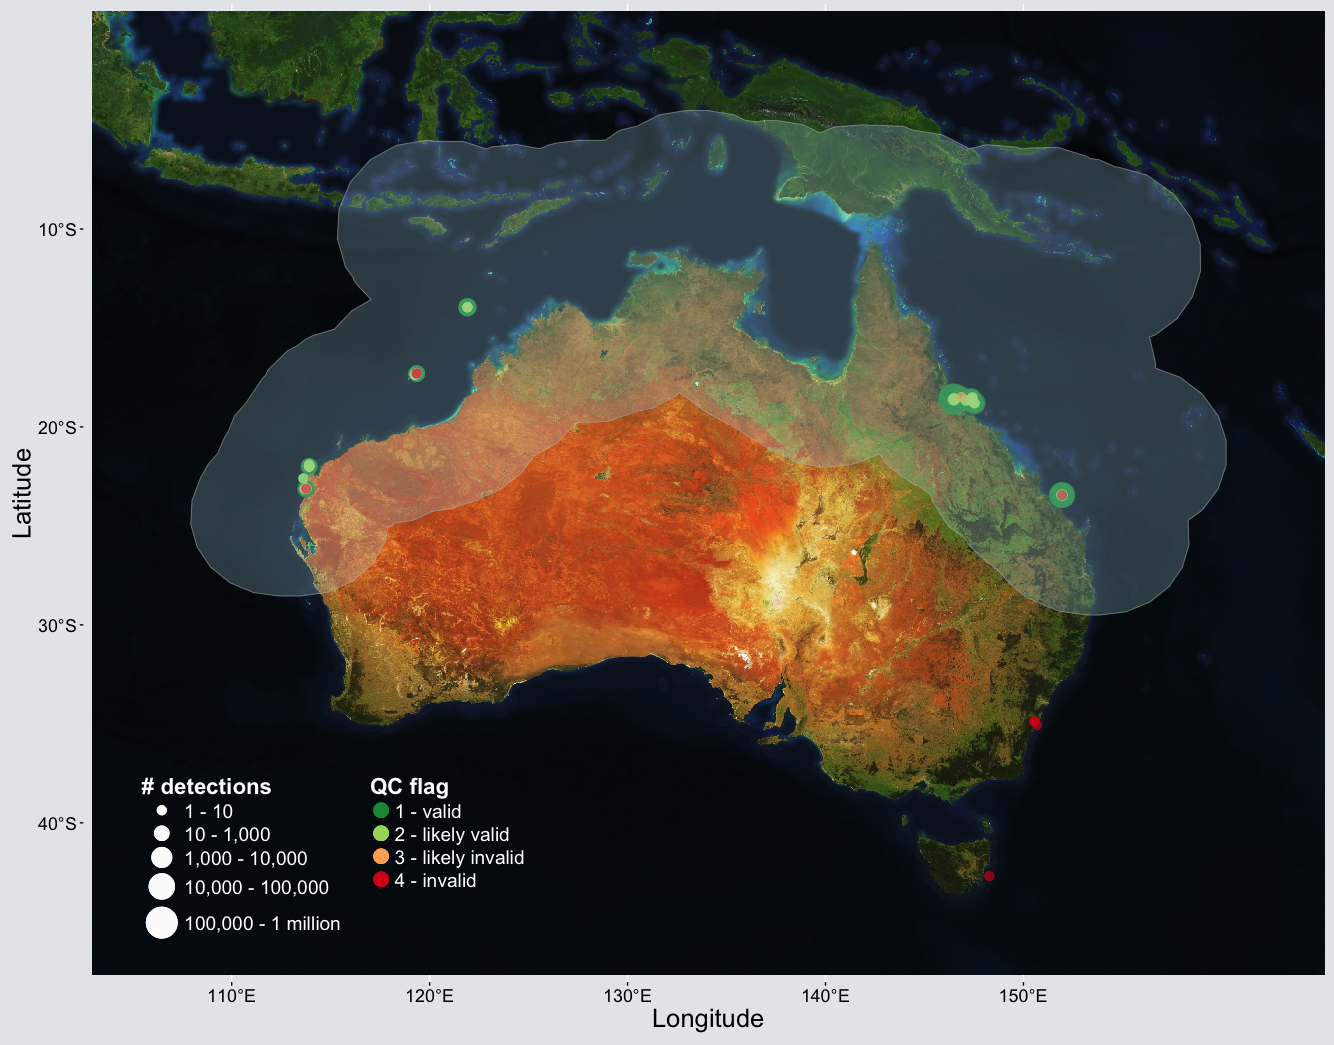 10°S
20°S
30°S
40°S
Latitude
# detections
1 - 10
10 - 1,000
1,000 - 10,000
10,000 - 100,000
100,000 - 1 million
QC flag
1 - valid
2 - likely valid
3 - likely invalid
4 - invalid
110°E
120°E
130°E
140°E
150°E
Longitude